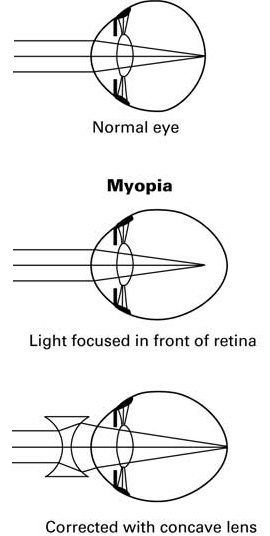 Normal eye
Myopia
Light focused in front of retina
Corrected with concave lens